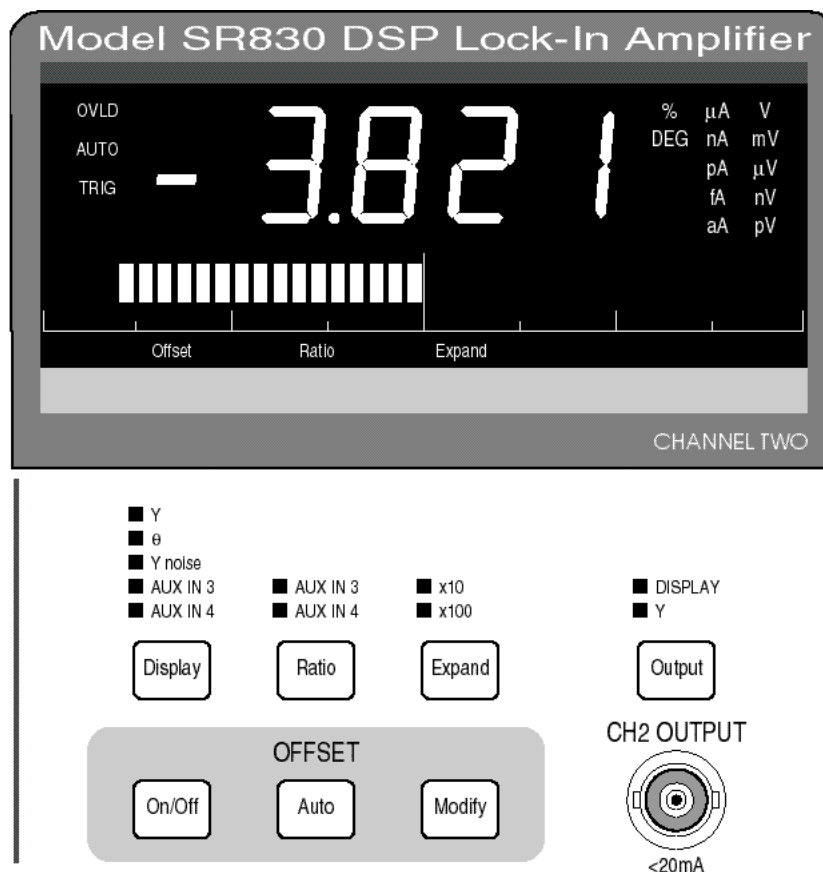 Model SR830 DSP Lock-In Amplifier
OVLD
AUTO
TRIG
- 3.821
% µA V
DEG nA mV
pA µV
fA nV
aA pV
Offset Ratio Expand
CHANNEL TWO
Y
θ
Y noise
AUX IN 3 AUX IN 3 x10 DISPLAY
AUX IN 4 AUX IN 4 x100 Y
Display Ratio Expand Output
OFFSET CH2 OUTPUT
On/Off Auto Modify
<20mA